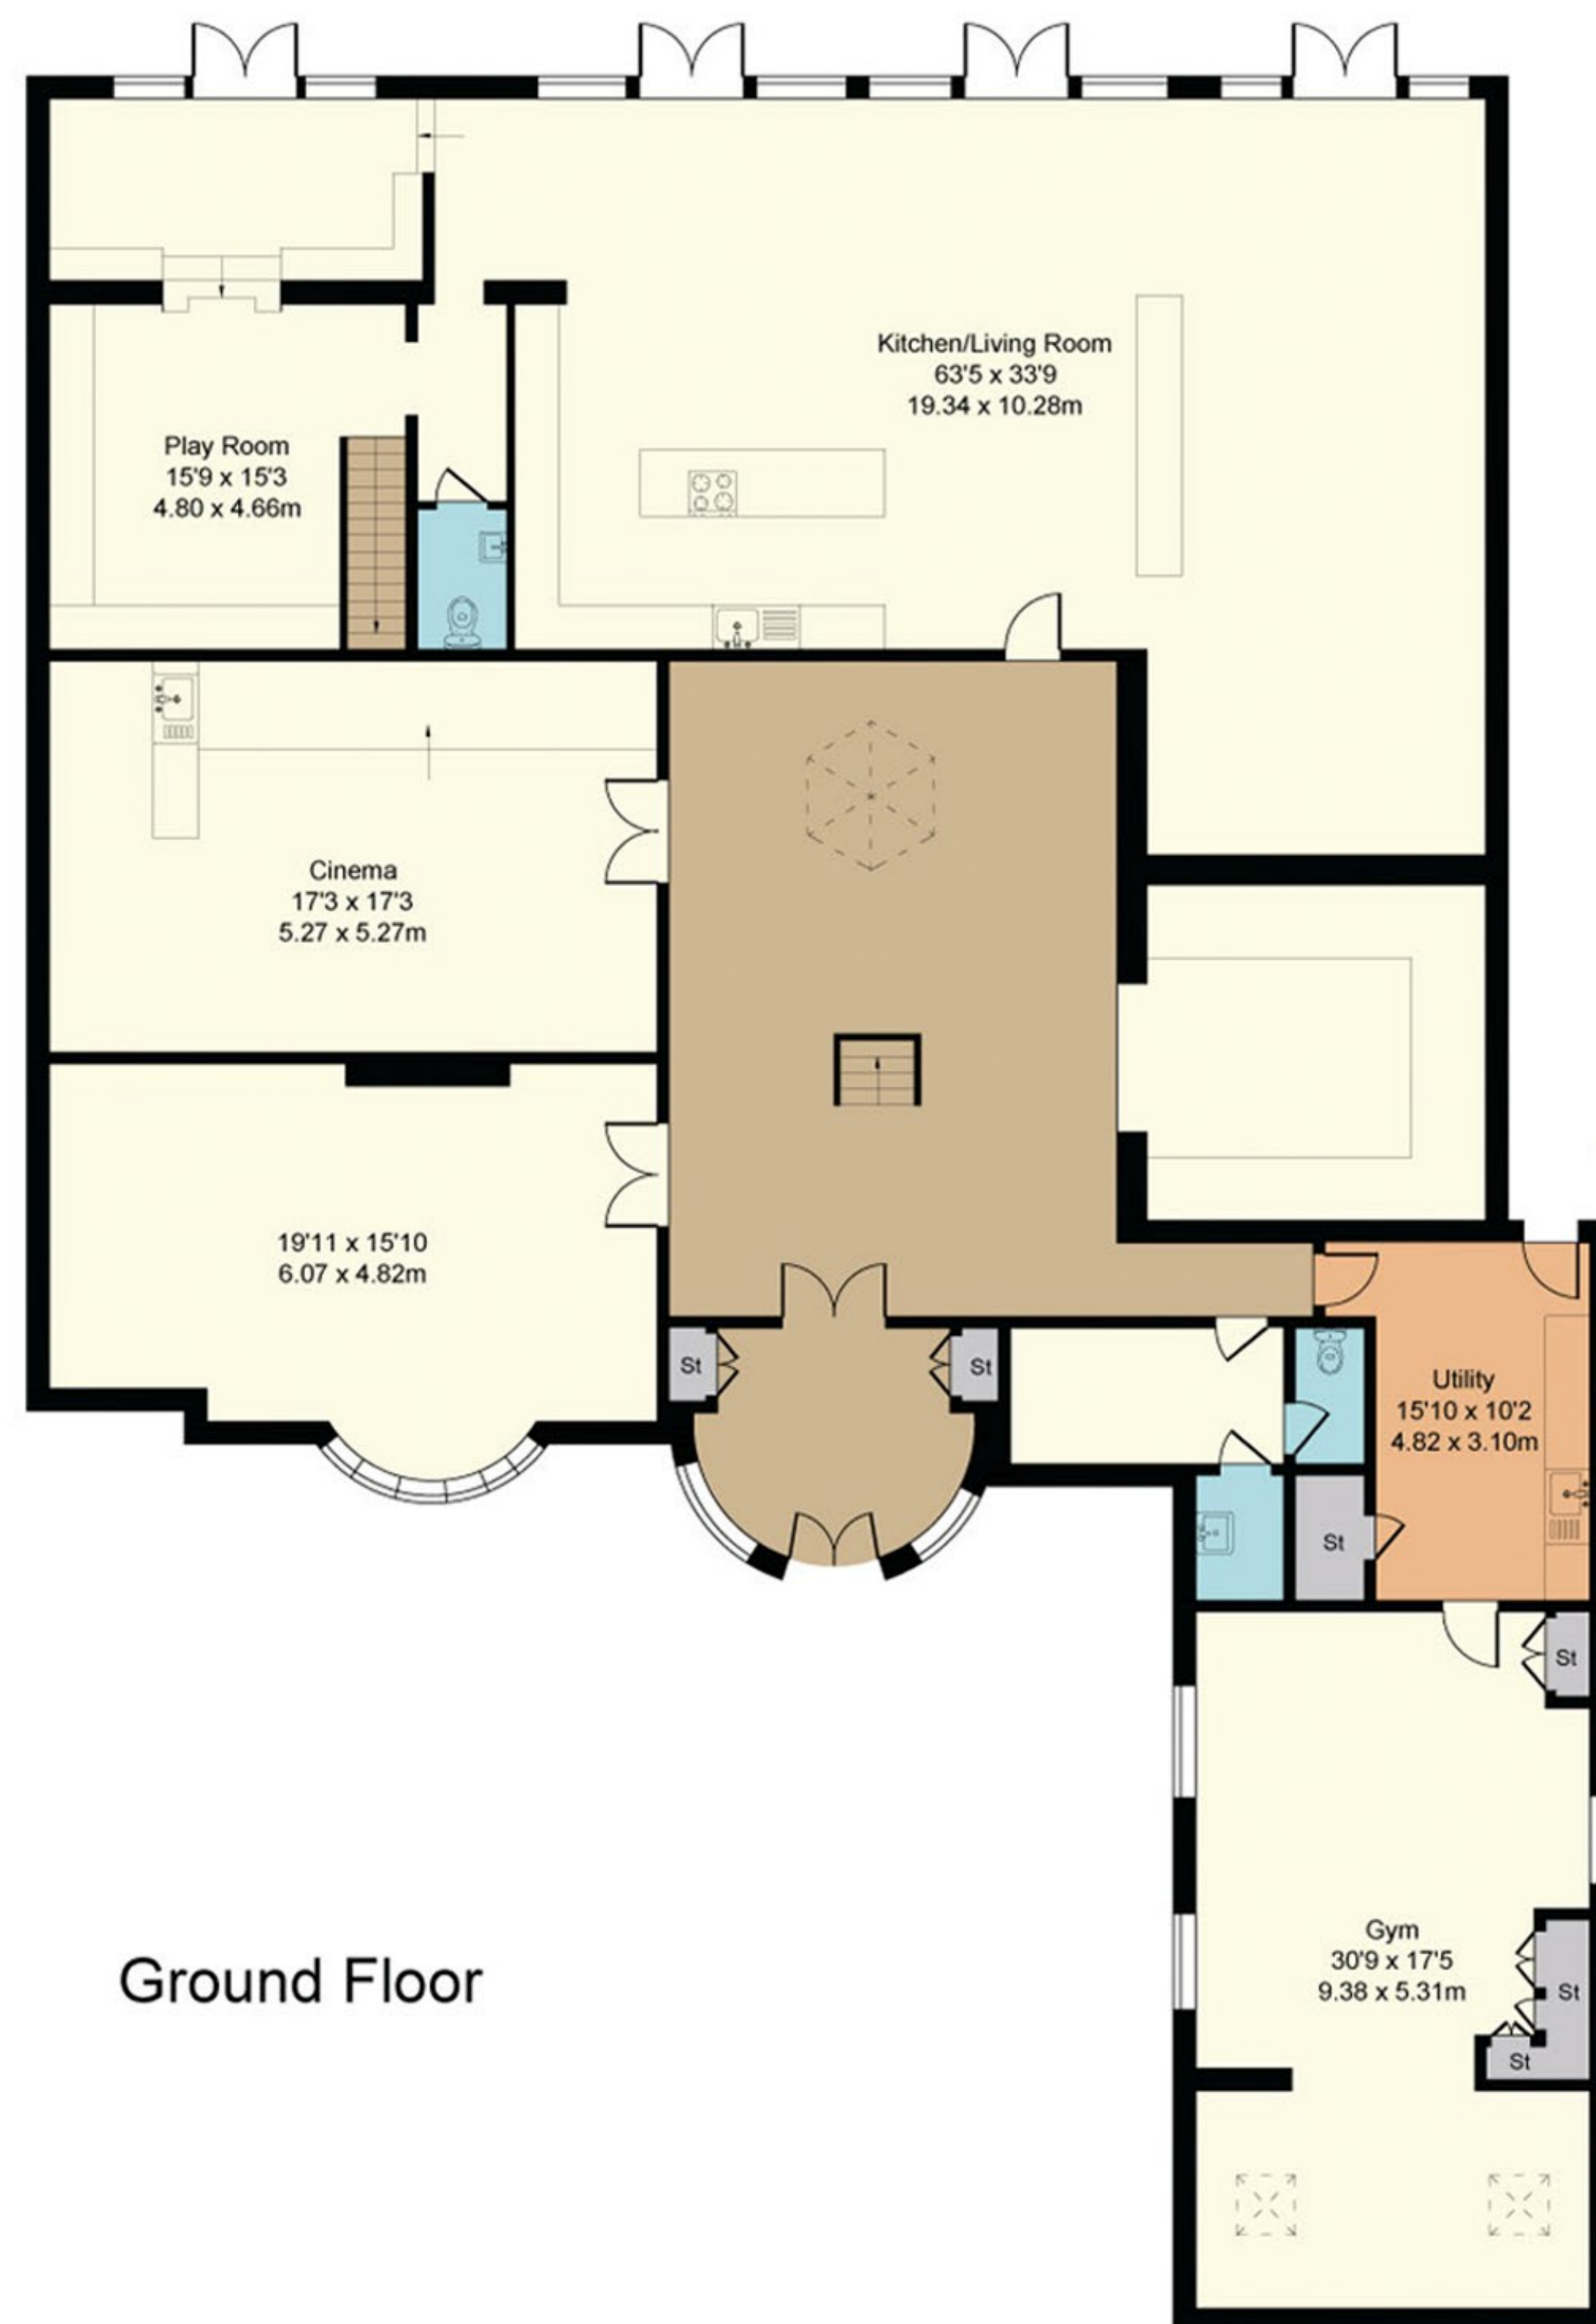 Kitchen/Living Room
63'5 x 33'9
19.34 x 10.28m
Play Room
15'9 x 15'3
4.80 x 4.66m
Cinema
17'3 x 17'3
5.27 x 5.27m
19'11 x 15'10
6.07 x 4.82m
St
St
Utility
15'10 x 10'2
4.82 x 3.10m
St
St
Gym
30'9 x 17'5
9.38 x 5.31m
St
St
Ground Floor